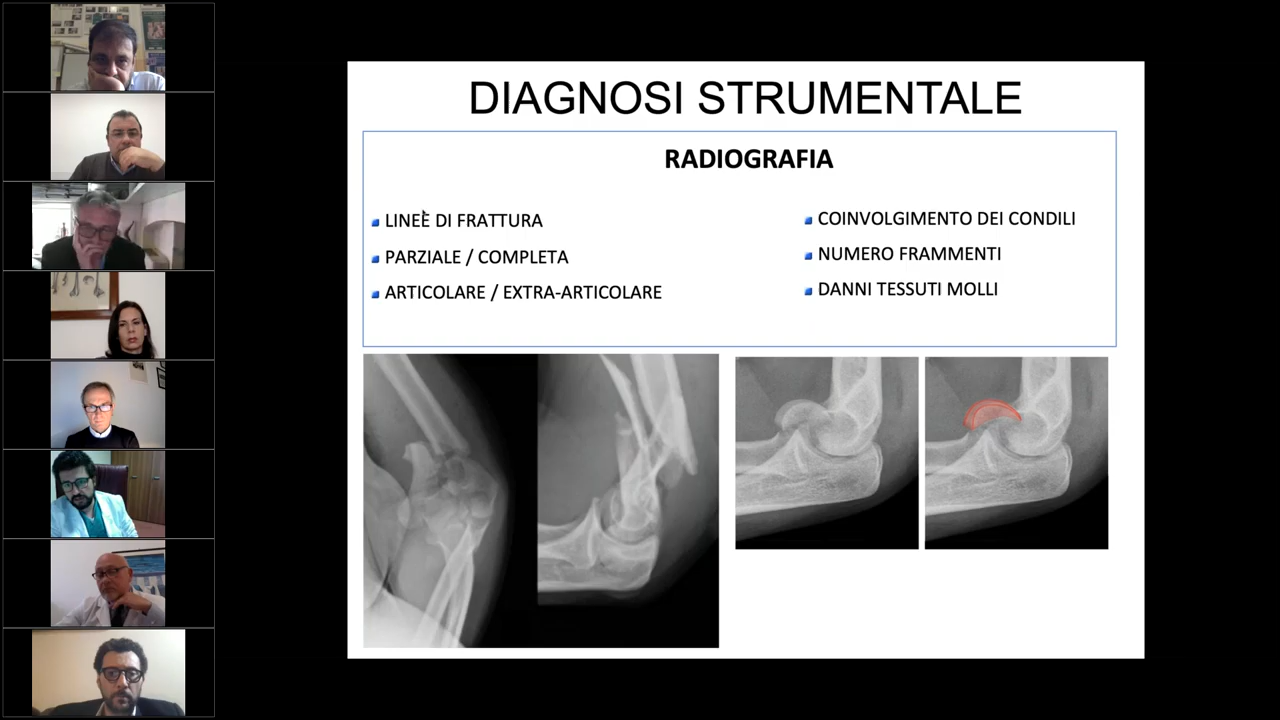 DIAGNOSI STRUMENTALE
RADIOGRAFIA
LINEÈ DI FRATTURA
PARZIALE / COMPLETA
ARTICOLARE / EXTRA-ARTICOLARE
COINVOLGIMENTO DEI CONDILI
NUMERO FRAMMENTI
DANNI TESSUTI MOLLI